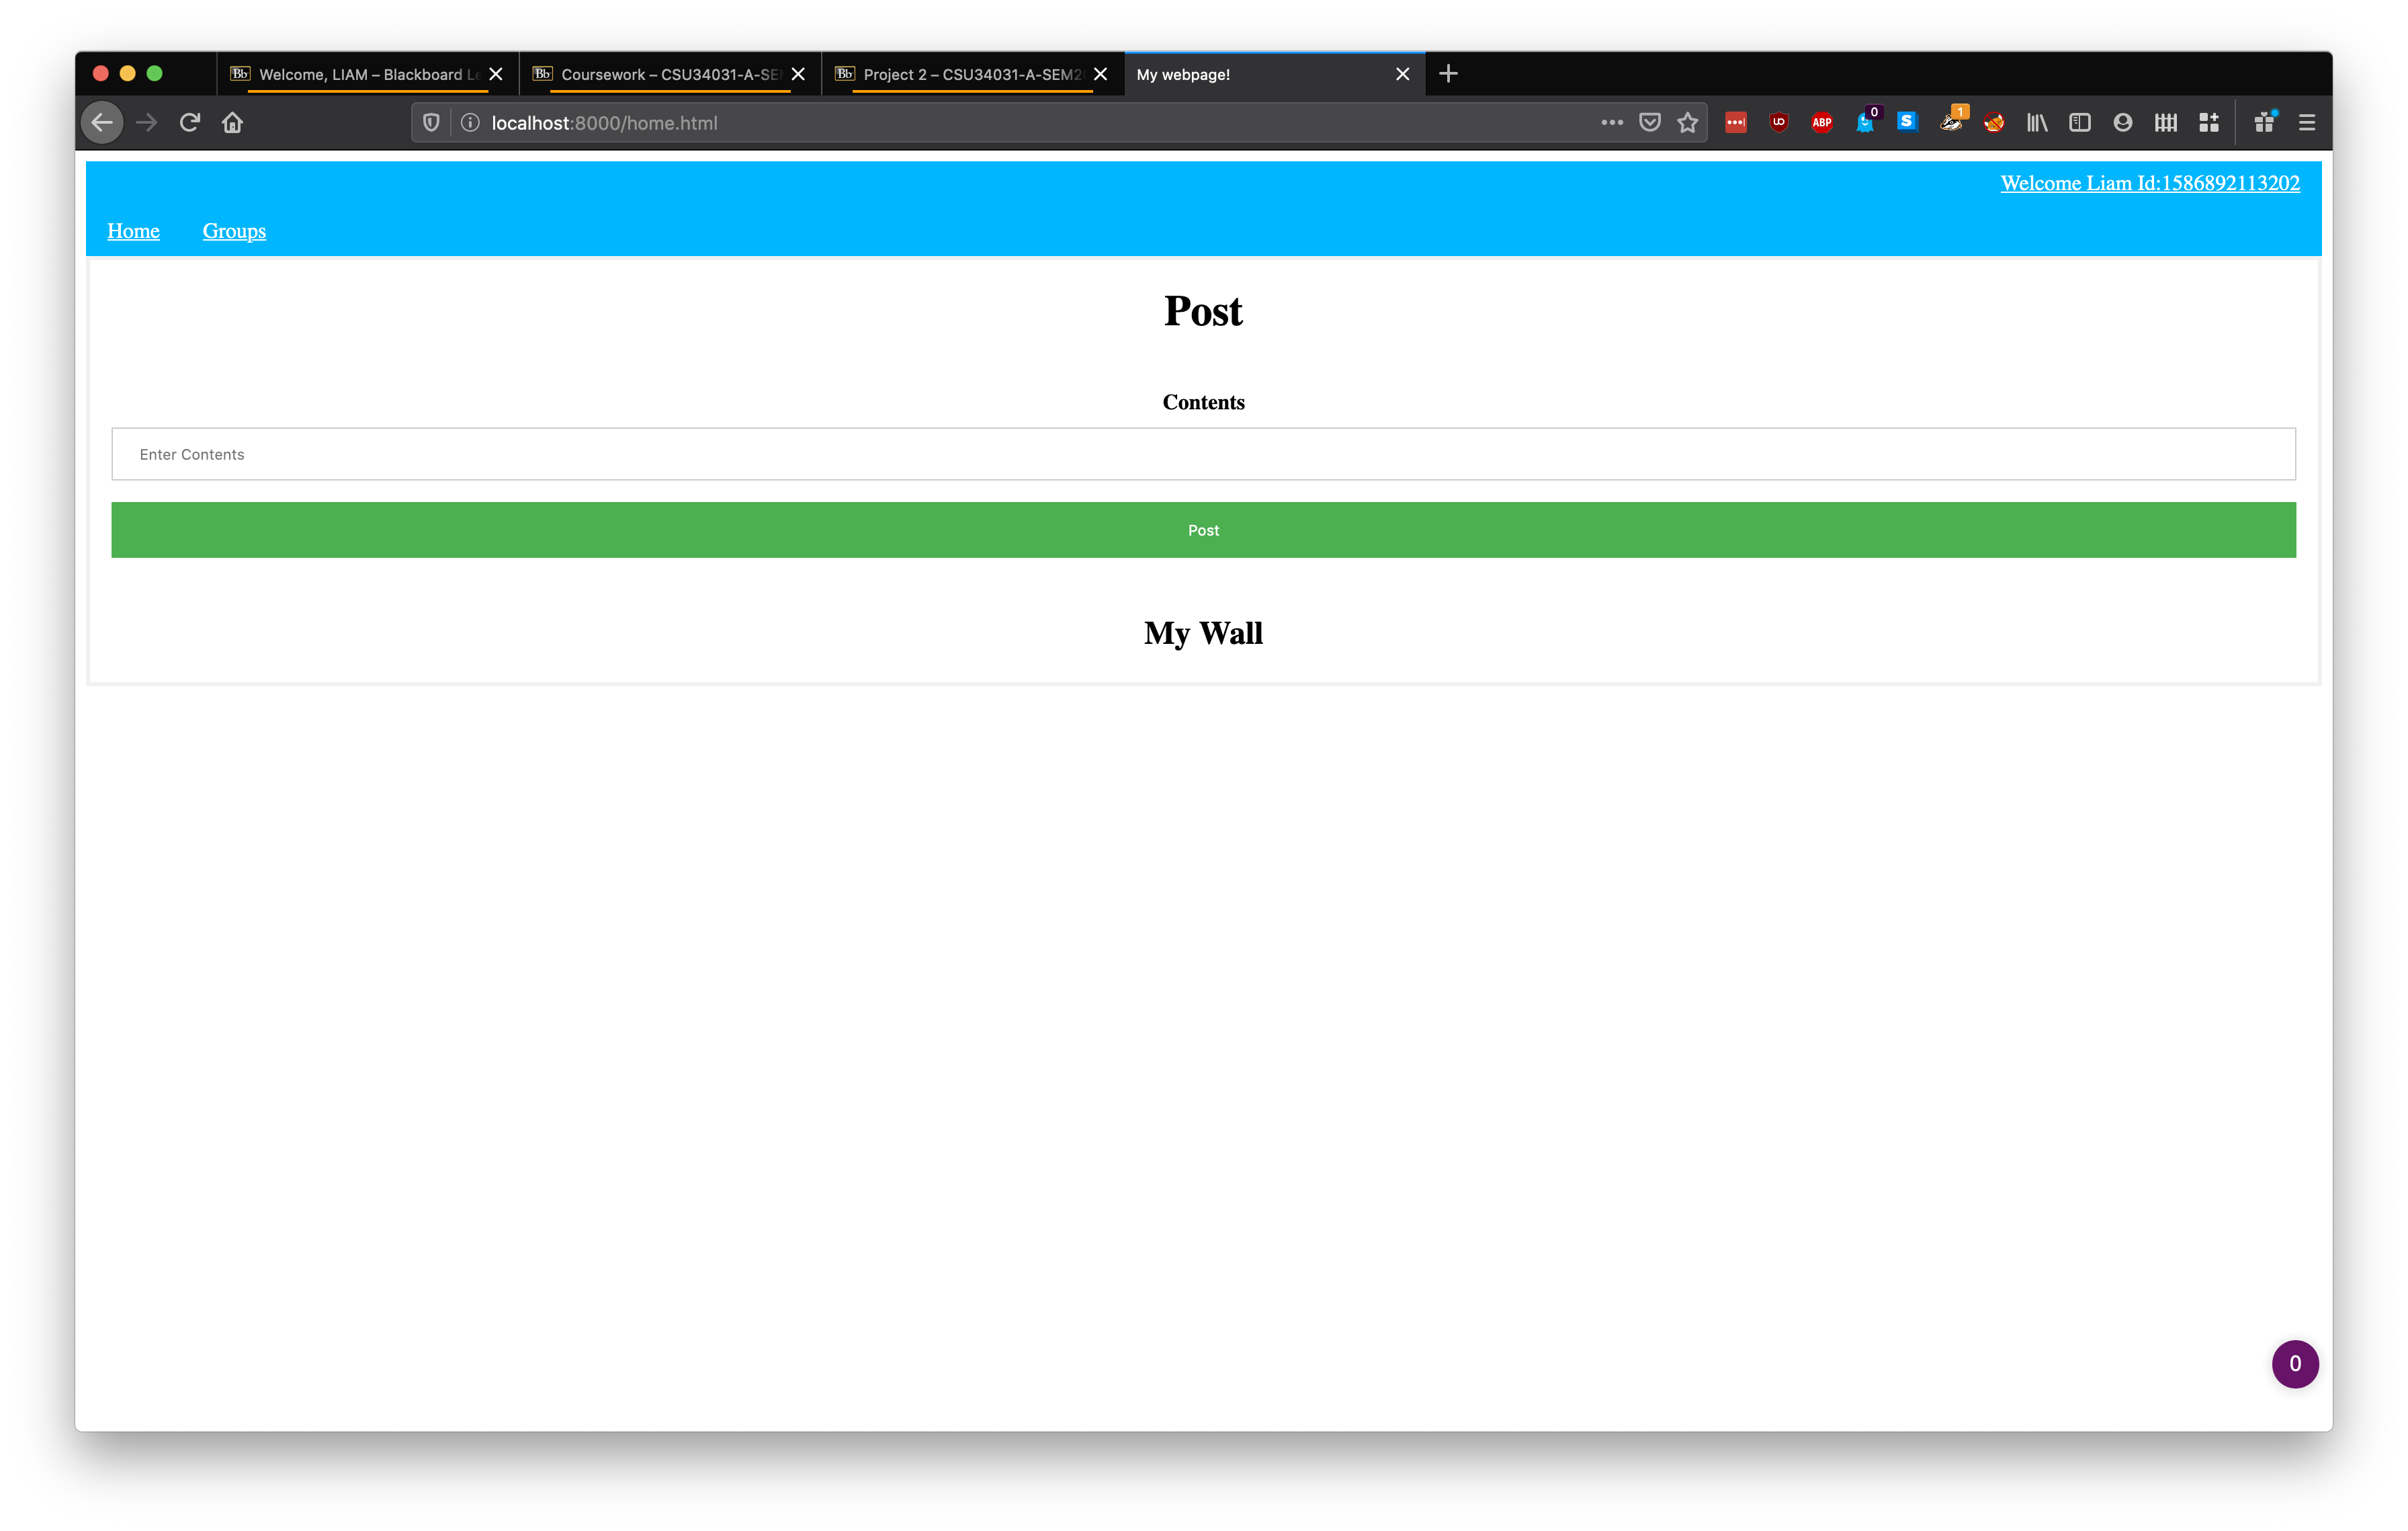 Bb Welcome, LIAM – Blackboard Le
Bb Coursework – CSU34031-A-SE
Bb Project 2 – CSU34031-A-SEM2
My webpage!
localhost:8000/home.html
UO
ABP
0
S
1
Welcome Liam Id:1586892113202
Home Groups
Post
Contents
Enter Contents
Post
My Wall
0